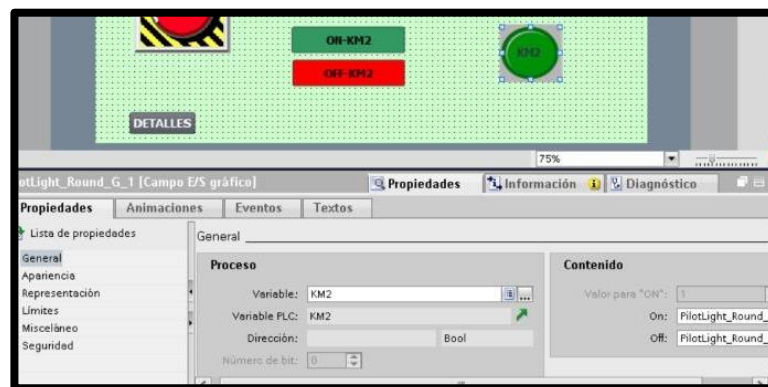 ON-KM2
OFF-KM2
KM2
DETALLES
75%
PilotLight_Round_G_1 [Campo E/S gráfico]
Propiedades
Información
Diagnóstico
Propiedades
Animaciones
Eventos
Textos
Lista de propiedades
General
Apariencia
Representación
Límites
Misceláneo
Seguridad
General
Proceso
Variable: KM2
Variable PLC: KM2
Dirección: Bool
Número de bit: 0
Contenido
Valor para "ON": 1
On: PilotLight_Round_
Off: PilotLight_Round_